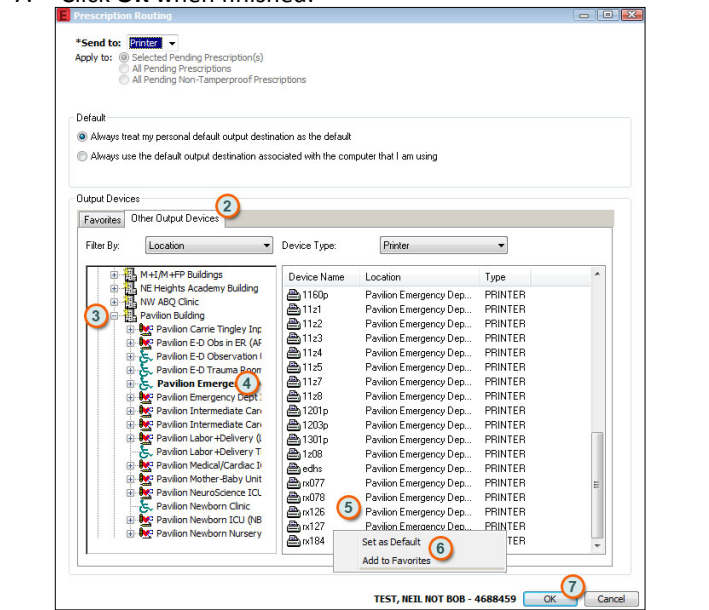 7. Click OK when finished.
E Prescription Routing
*Send to: Printer
Apply to: Selected Pending Prescription(s)
All Pending Prescriptions
All Pending Non-Tamperproof Prescriptions
Default
Always treat my personal default output destination as the default
Always use the default output destination associated with the computer that I am using
Output Devices
2
Favorites Other Output Devices
Filter By: Location Device Type: Printer
Device Name Location Type
M+I/M+FP Buildings
NE Heights Academy Building
NW ABQ Clinic
3 Pavilion Building
Pavilion Carrie Tingley Inp
Pavilion E-D Obs in ER (AF
Pavilion E-D Observation
Pavilion E-D Trauma Room
Pavilion Emerge 4
Pavilion Emergency Dept
Pavilion Intermediate Care
Pavilion Intermediate Care
Pavilion Labor+Delivery (L
Pavilion Labor+Delivery T
Pavilion Medical/Cardiac I
Pavilion Mother-Baby Unit
Pavilion NeuroScience ICU
Pavilion Newborn Clinic
Pavilion Newborn ICU (NB
Pavilion Newborn Nursery
1160p Pavilion Emergency Dep... PRINTER
11z1 Pavilion Emergency Dep... PRINTER
11z2 Pavilion Emergency Dep... PRINTER
11z3 Pavilion Emergency Dep... PRINTER
11z4 Pavilion Emergency Dep... PRINTER
11z5 Pavilion Emergency Dep... PRINTER
11z7 Pavilion Emergency Dep... PRINTER
11z8 Pavilion Emergency Dep... PRINTER
1201p Pavilion Emergency Dep... PRINTER
1203p Pavilion Emergency Dep... PRINTER
1301p Pavilion Emergency Dep... PRINTER
1z08 Pavilion Emergency Dep... PRINTER
edhs Pavilion Emergency Dep... PRINTER
rx077 Pavilion Emergency Dep... PRINTER
rx078 Pavilion Emergency Dep... PRINTER
rx126 5 Pavilion Emergency Dep... PRINTER
rx127 Pavilion Emergency Dep... PRINTER
rx184 TER
Set as Default 6
Add to Favorites
7
TEST, NEIL NOT BOB - 4688459 OK Cancel